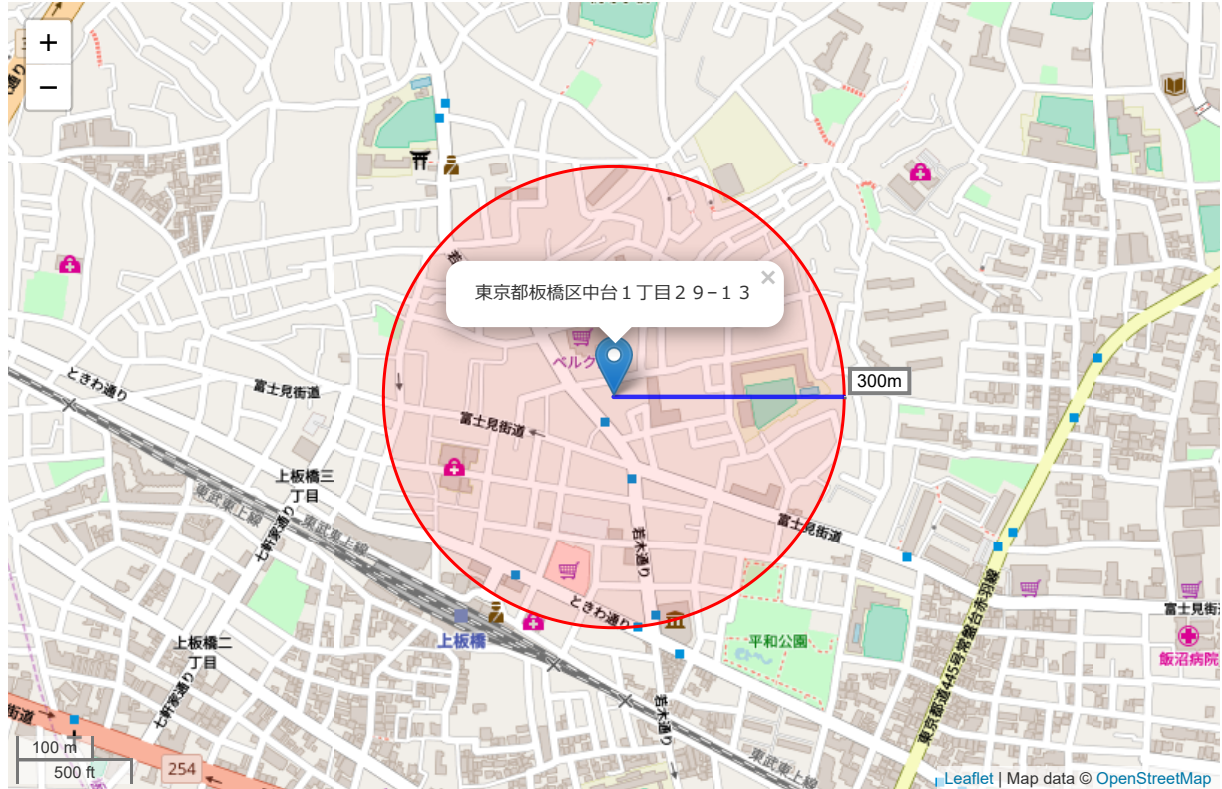 +
−
若
東京都板橋区中台１丁目２９−１３
×
ベルク
300m
ときわ通り
富士見街道
富士見街道
上板橋三
丁目
東武東上線
東武東上線
七軒家通り
若木通り
富士見街道
ときわ通り
上板橋
平和公園
東京都道445号常盤台赤羽線
富士見街道
飯沼病院
上板橋二
丁目
七軒家通り
若木通り
東武東上線
街道
254
100 m
500 ft
Leaflet | Map data © OpenStreetMap